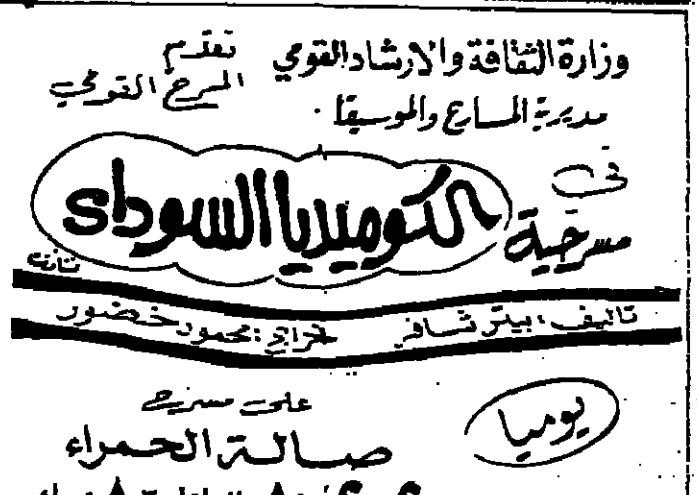 وزارة الثقافة والارشاد القومي
مديرية المسارح والموسيقا
تقدم
المسرح القومي
في
مسرحية
الكوميديا السوداء
تأليف: بيتر شافر
اخراج: محمود خضور
يوميا
على مسرح
صالة الحمراء